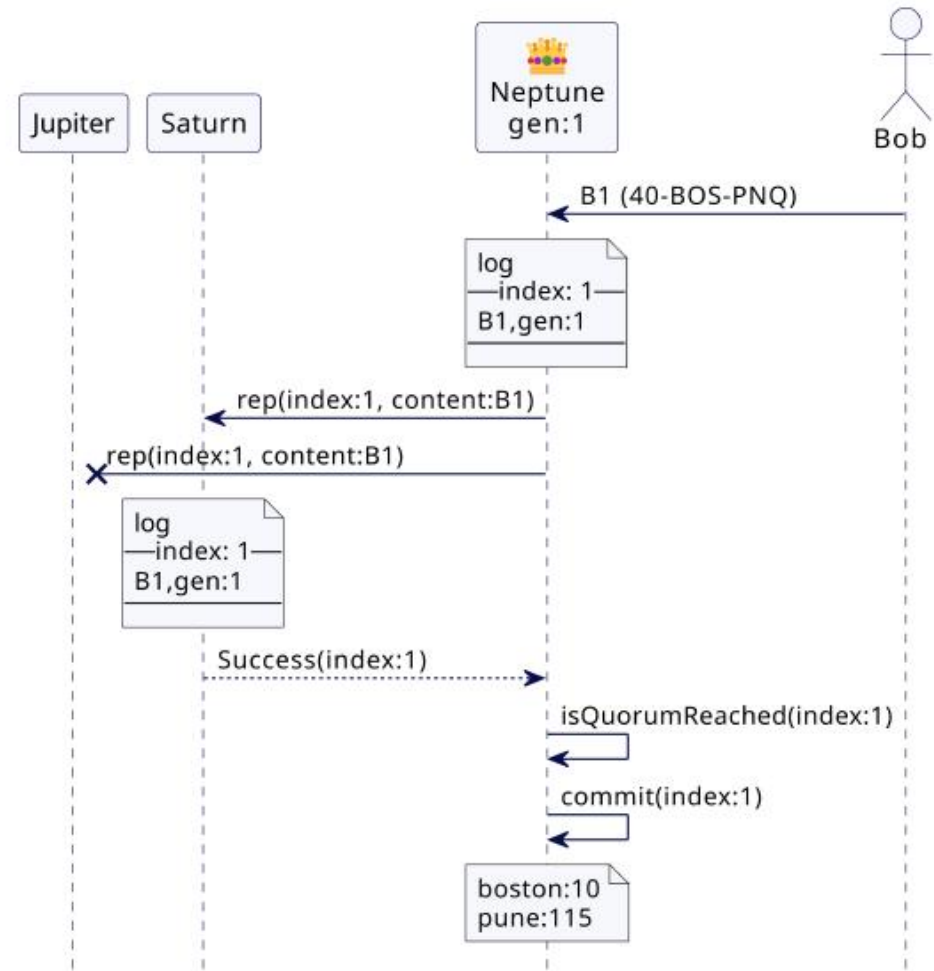 Jupiter
Saturn
Neptune
gen:1
Bob
B1 (40-BOS-PNQ)
log
index: 1
B1,gen:1
rep(index:1, content:B1)
rep(index:1, content:B1)
log
index: 1
B1,gen:1
Success(index:1)
isQuorumReached(index:1)
commit(index:1)
boston:10
pune:115